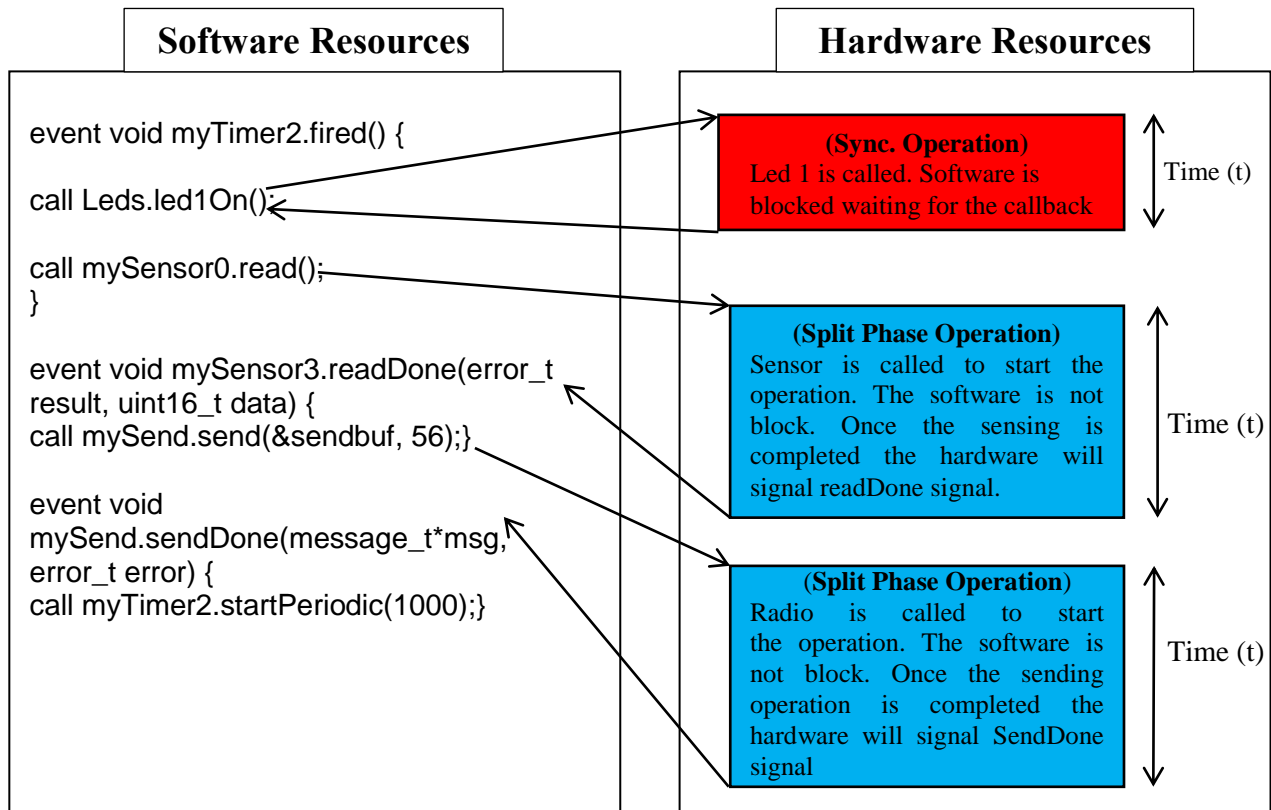 Software Resources
event void myTimer2.fired() {
call Leds.led1On();
call mySensor0.read();
}
event void mySensor3.readDone(error_t
result, uint16_t data) {
call mySend.send(&sendbuf, 56);}
event void
mySend.sendDone(message_t*msg,
error_t error) {
call myTimer2.startPeriodic(1000);}
Hardware Resources
(Sync. Operation)
Led 1 is called. Software is
blocked waiting for the callback
Time (t)
(Split Phase Operation)
Sensor is called to start the
operation. The software is not
block. Once the sensing is
completed the hardware will
signal readDone signal.
Time (t)
(Split Phase Operation)
Radio is called to start
the operation. The software is
not block. Once the sending
operation is completed the
hardware will signal SendDone
signal
Time (t)